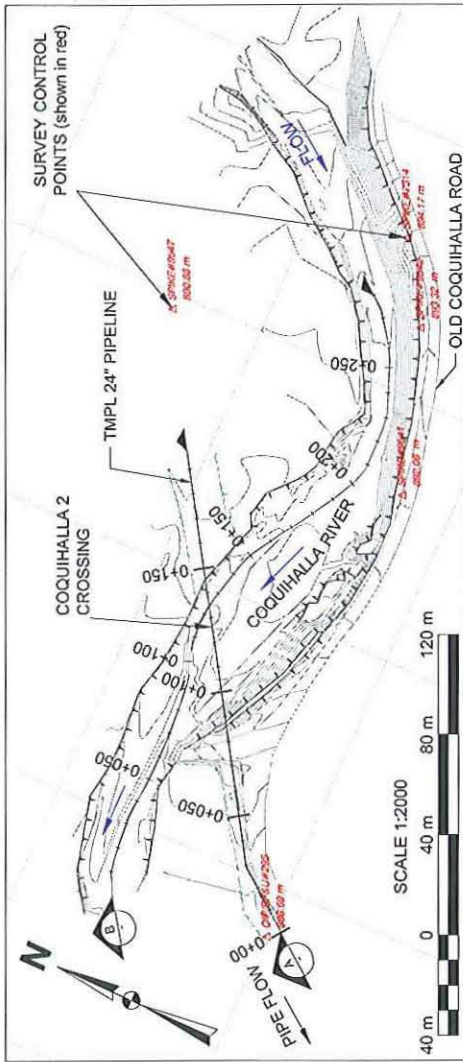 SURVEY CONTROL
POINTS (shown in red)
TMPL 24" PIPELINE
COQUIHALLA 2
CROSSING
FLOW
COQUIHALLA RIVER
OLD COQUIHALLA ROAD
0+250
0+200
0+150
0+150
0+100
0+100
0+050
0+050
0+00
B
A
N
PIPE FLOW
SCALE 1:2000
40 m
0
40 m
80 m
120 m